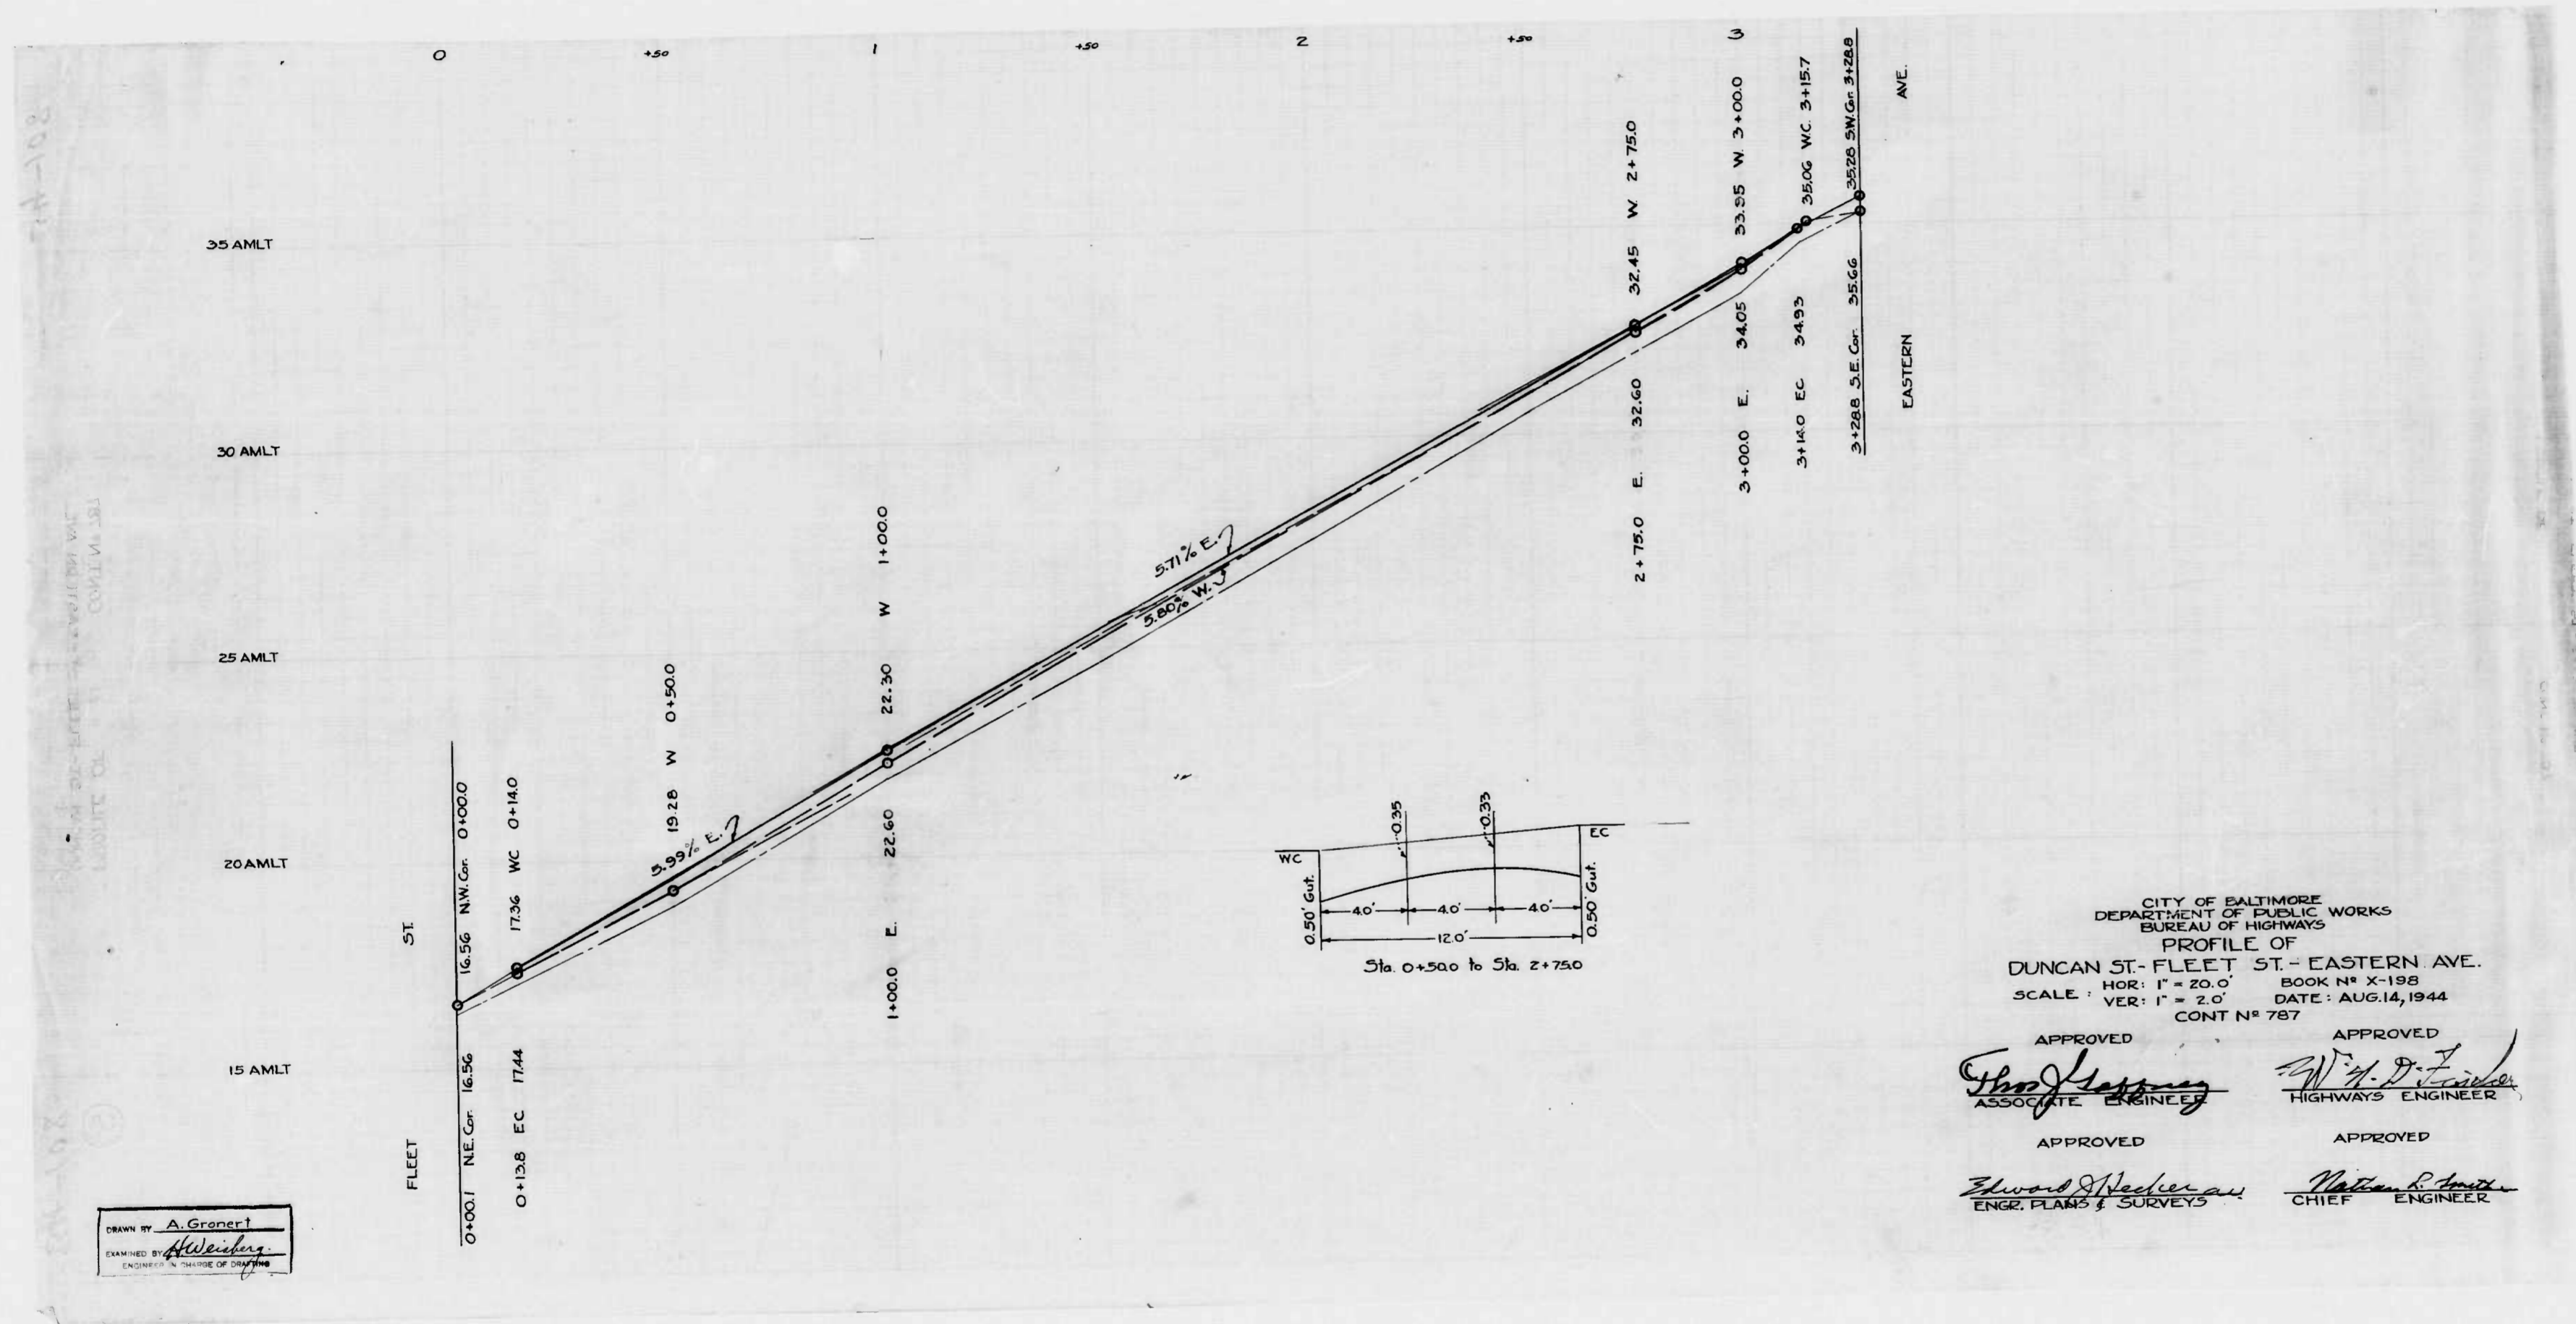 0 +50 1 +50 2 +50 3
35 AMLT
30 AMLT
25 AMLT
20 AMLT
15 AMLT
FLEET ST.
16.56 N.W. Cor. 0+00.0
0+00.1 N.E. Cor. 16.56
17.36 WC 0+14.0
0+13.8 EC 17.44
19.28 W 0+50.0
5.99% E.
22.30 W 1+00.0
1+00.0 E. 22.60
5.71% E.
5.80% W.
32.45 W. 2+75.0
2+75.0 E. 32.60
33.95 W. 3+00.0
3+00.0 E. 34.05
35.06 W.C. 3+15.7
3+14.0 EC 34.93
35.28 S.W. Cor. 3+28.8
3+28.8 S.E. Cor. 35.66
EASTERN AVE.
WC
EC
0.35
0.33
0.50' Gut.
0.50' Gut.
4.0' 4.0' 4.0'
12.0'
Sta. 0+50.0 to Sta. 2+75.0
CITY OF BALTIMORE
DEPARTMENT OF PUBLIC WORKS
BUREAU OF HIGHWAYS
PROFILE OF
DUNCAN ST. - FLEET ST. - EASTERN AVE.
SCALE: HOR: 1" = 20.0' BOOK Nº X-198
VER: 1" = 2.0' DATE: AUG. 14, 1944
CONT Nº 787
APPROVED
Thos J Gaffney
ASSOCIATE ENGINEER
APPROVED
HIGHWAYS ENGINEER
APPROVED
Edward J
ENGR. PLANS & SURVEYS
APPROVED
Nathan L. Smith
CHIEF ENGINEER
DRAWN BY A. Gronert
EXAMINED BY H Weisberg.
ENGINEER IN CHARGE OF DRAFTING